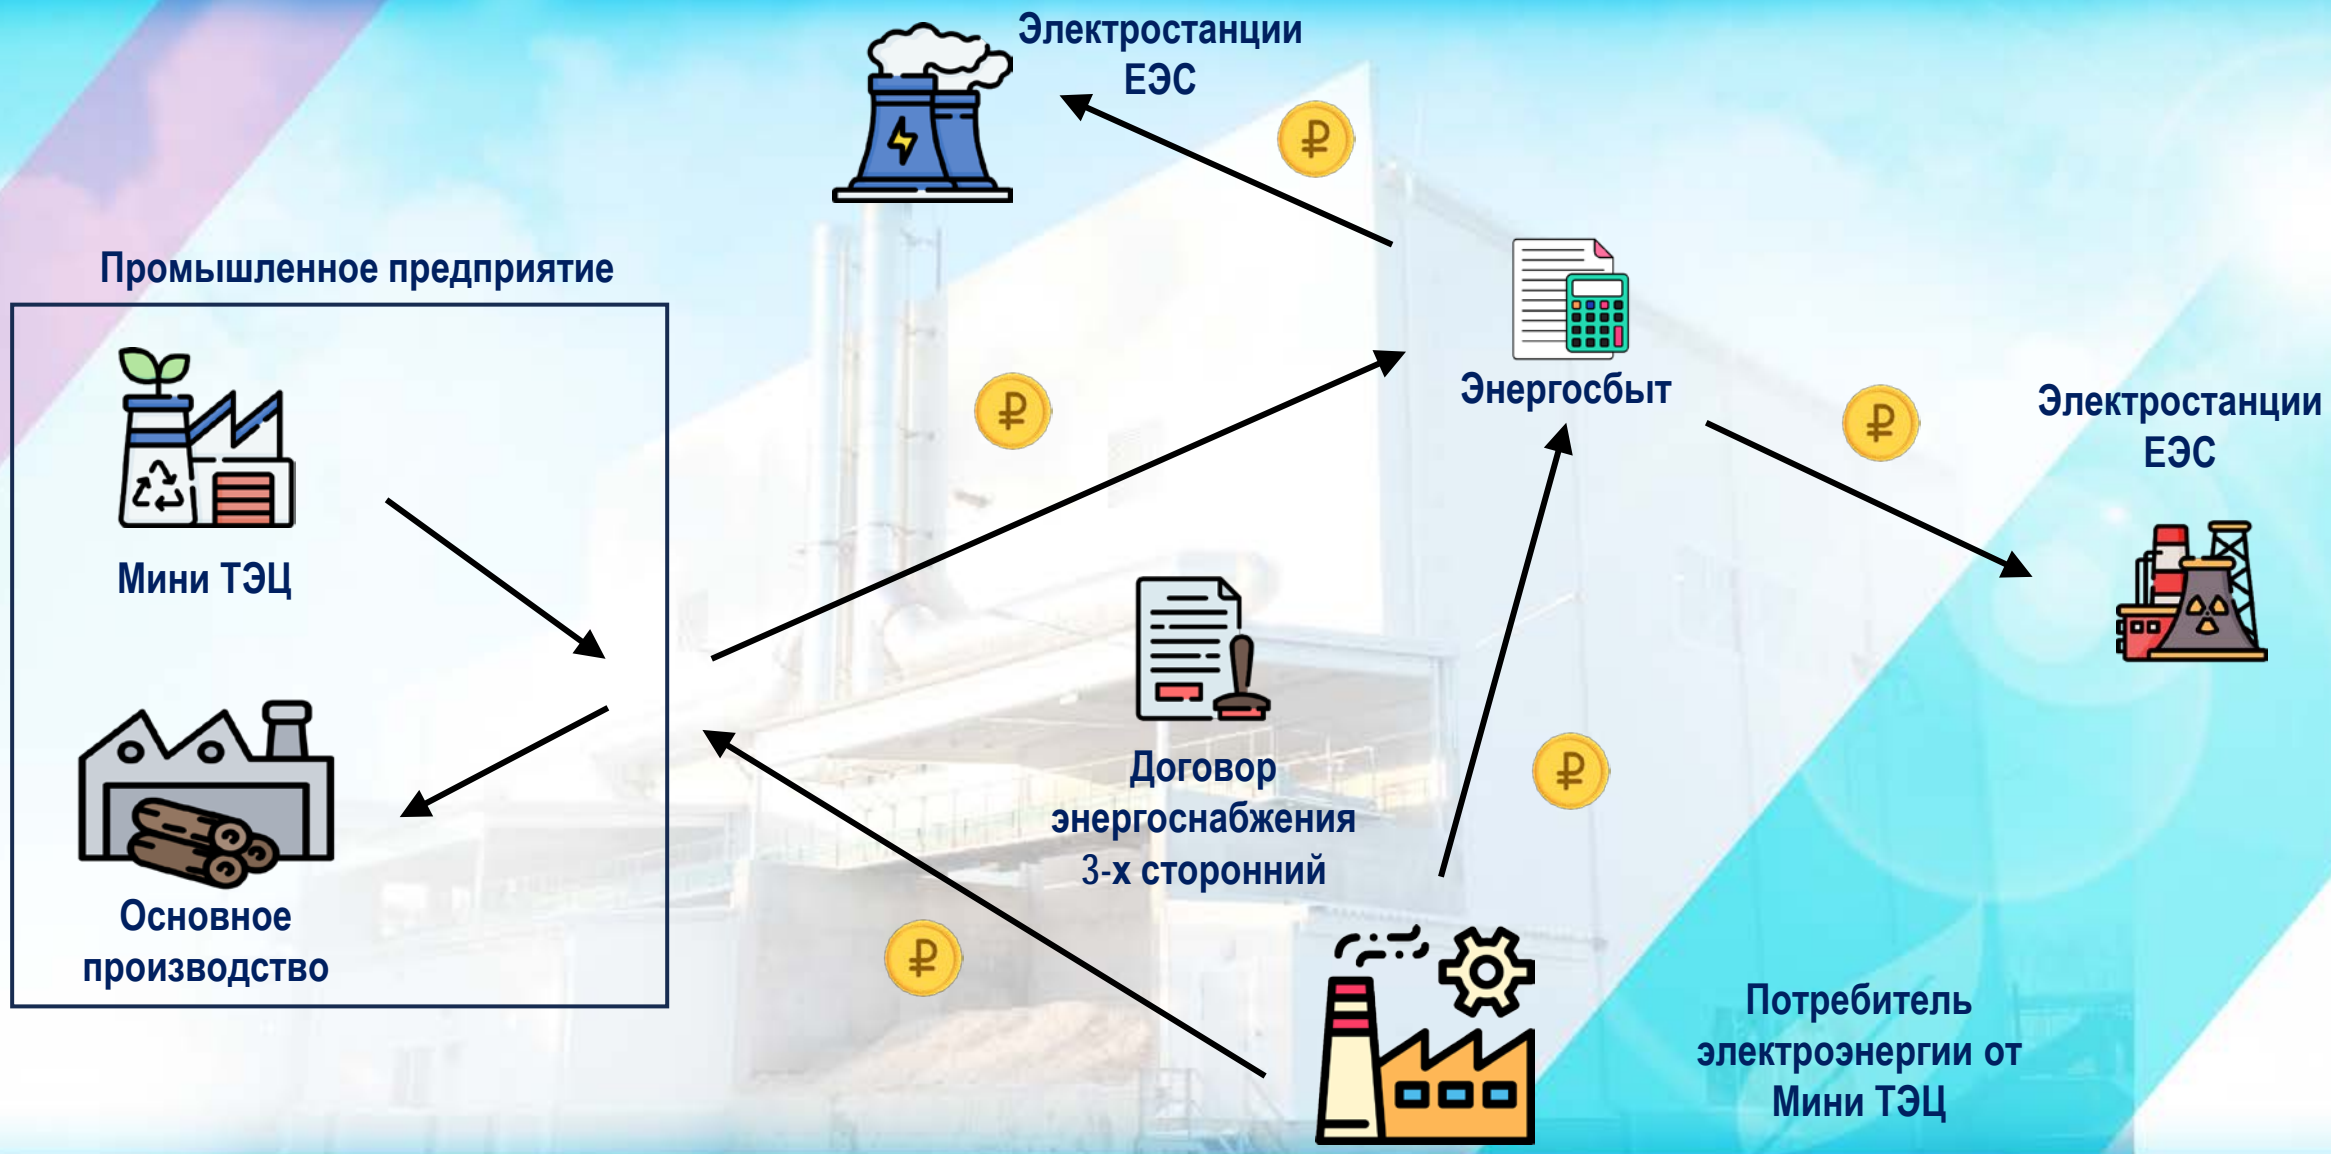 Электростанции
ЕЭС
Промышленное предприятие
Мини ТЭЦ
Основное
производство
Энергосбыт
Электростанции
ЕЭС
Договор
энергоснабжения
3-х сторонний
Потребитель
электроэнергии от
Мини ТЭЦ